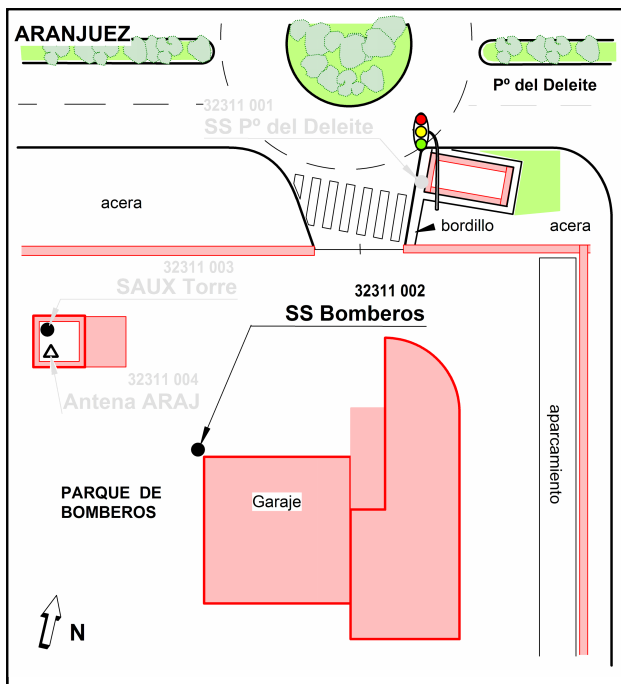 ARANJUEZ
Pº del Deleite
32311 001
SS Pº del Deleite
acera
bordillo
acera
32311 003
SAUX Torre
32311 002
SS Bomberos
32311 004
Antena ARAJ
aparcamiento
PARQUE DE
BOMBEROS
Garaje
N